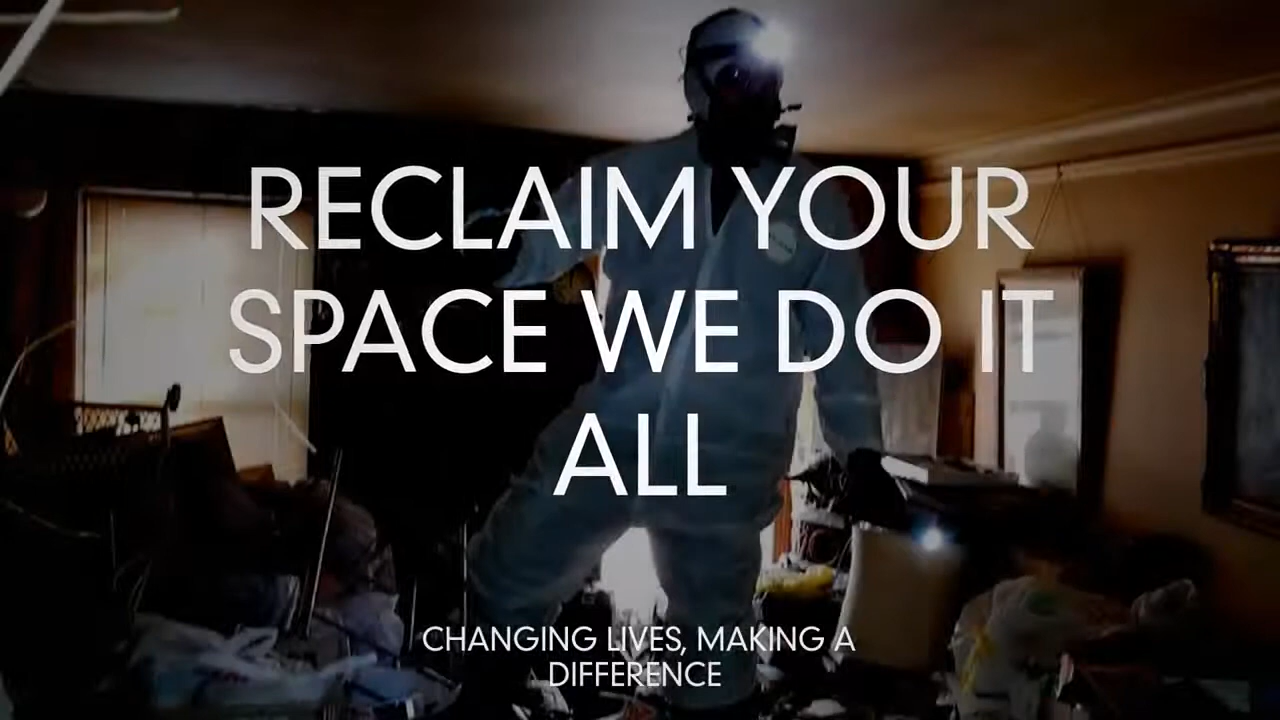 RECLAIM YOUR
SPACE WE DO IT
ALL
CHANGING LIVES, MAKING A
DIFFERENCE